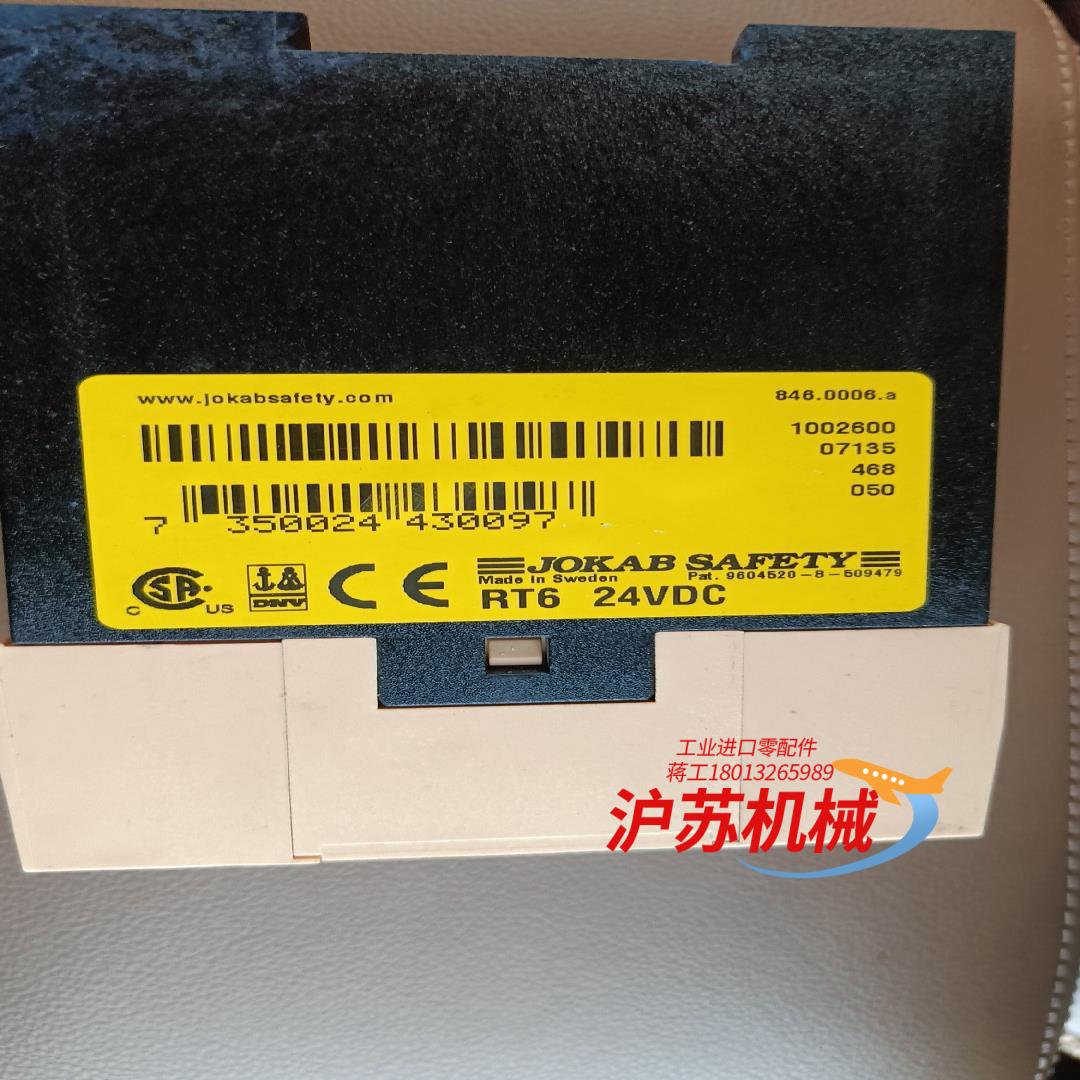 www.jokabsafety.com
846.0006.a
1002600
07135
468
050
7 350024 430097
JOKAB SAFETY
Made in Sweden Pat. 9604520-8-509479
RT6 24VDC
C SA US
DNV
CE
工业进口零配件
蒋工18013265989
沪苏机械